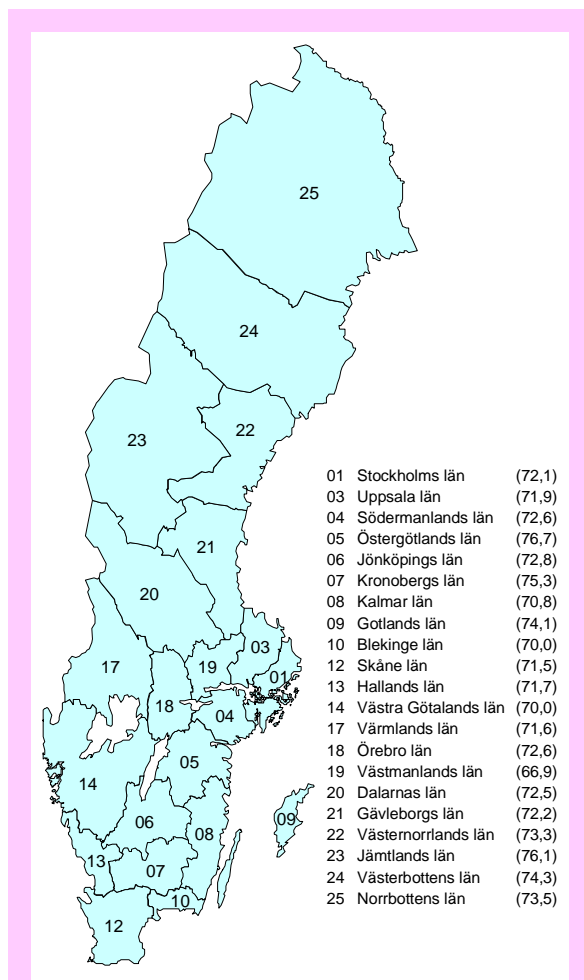 25
24
22
23
21
20
03
19
01
17
18
04
05
14
09
06
08
13
07
10
12
01 Stockholms län (72,1)
03 Uppsala län (71,9)
04 Södermanlands län (72,6)
05 Östergötlands län (76,7)
06 Jönköpings län (72,8)
07 Kronobergs län (75,3)
08 Kalmar län (70,8)
09 Gotlands län (74,1)
10 Blekinge län (70,0)
12 Skåne län (71,5)
13 Hallands län (71,7)
14 Västra Götalands län (70,0)
17 Värmlands län (71,6)
18 Örebro län (72,6)
19 Västmanlands län (66,9)
20 Dalarnas län (72,5)
21 Gävleborgs län (72,2)
22 Västernorrlands län (73,3)
23 Jämtlands län (76,1)
24 Västerbottens län (74,3)
25 Norrbottens län (73,5)